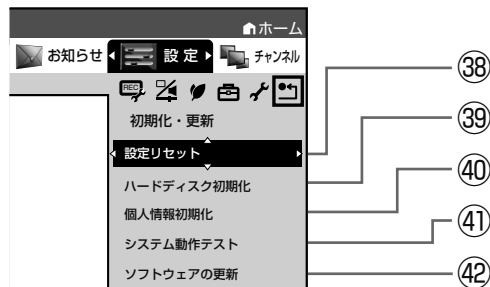 ホーム
お知らせ 設定 チャンネル
REC
初期化・更新
設定リセット ㊳
ハードディスク初期化 ㊴
個人情報初期化 ㊵
システム動作テスト ㊶
ソフトウェアの更新 ㊷